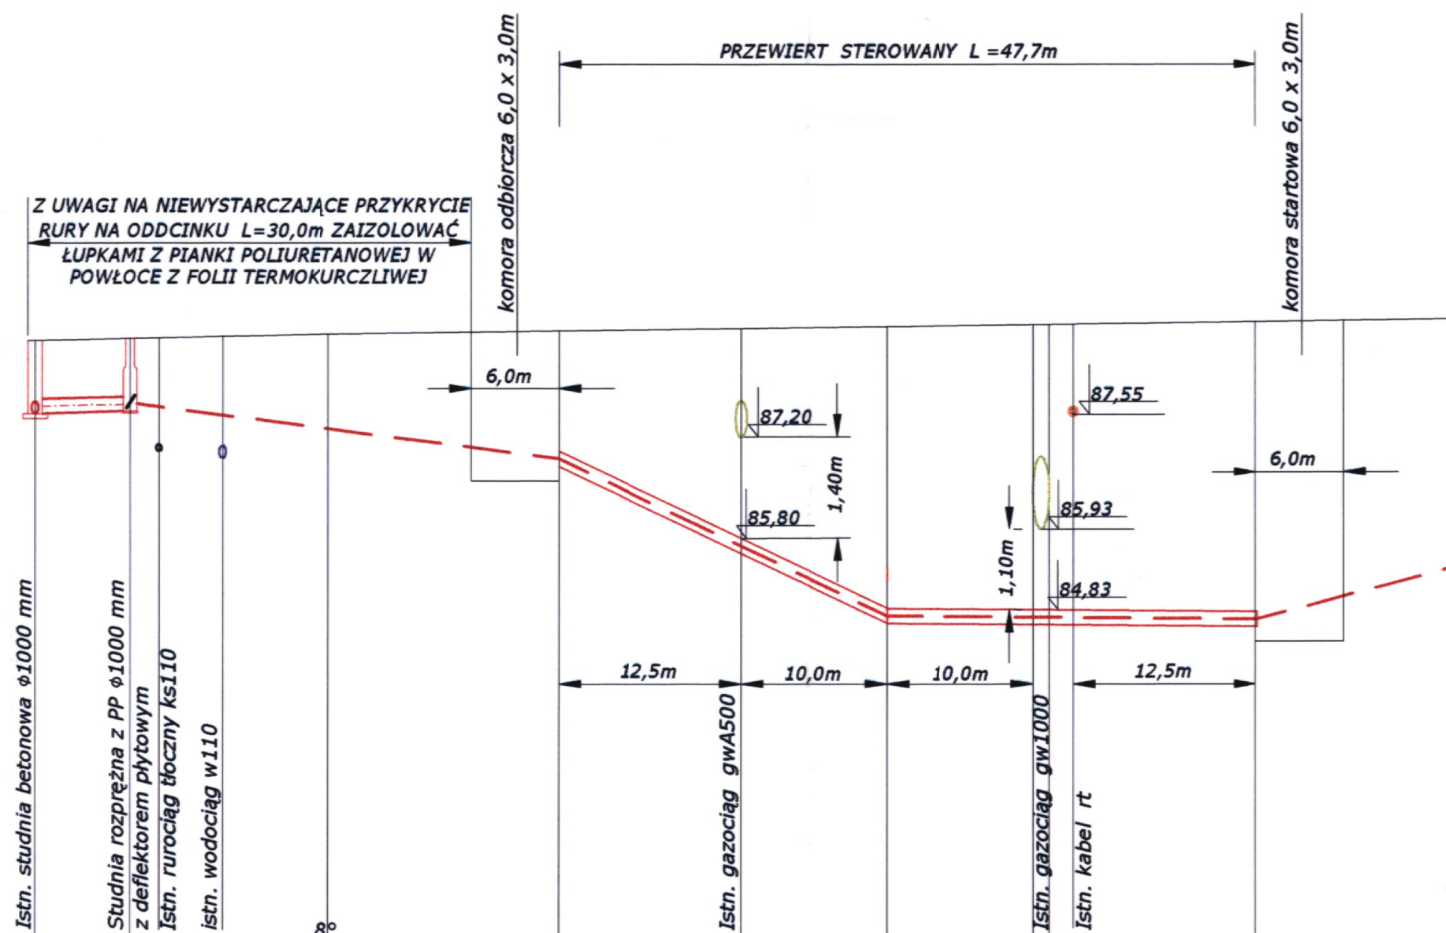 PRZEWIERT STEROWANY L =47,7m
komora odbiorcza 6,0 x 3,0m
komora startowa 6,0 x 3,0m
Z UWAGI NA NIEWYSTARCZAJĄCE PRZYKRYCIE
RURY NA ODDCINKU L=30,0m ZAIZOLOWAĆ
ŁUPKAMI Z PIANKI POLIURETANOWEJ W
POWŁOCE Z FOLII TERMOKURCZLIWEJ
6,0m
87,20
1,40m
85,80
87,55
85,93
1,10m
84,83
6,0m
12,5m
10,0m
10,0m
12,5m
Istn. studnia betonowa φ1000 mm
Studnia rozprężna z PP φ1000 mm
z deflektorem płytowym
Istn. rurociąg tłoczny ks110
istn. wodociąg w110
Istn. gazociąg gwA500
Istn. gazociąg gw1000
Istn. kabel rt